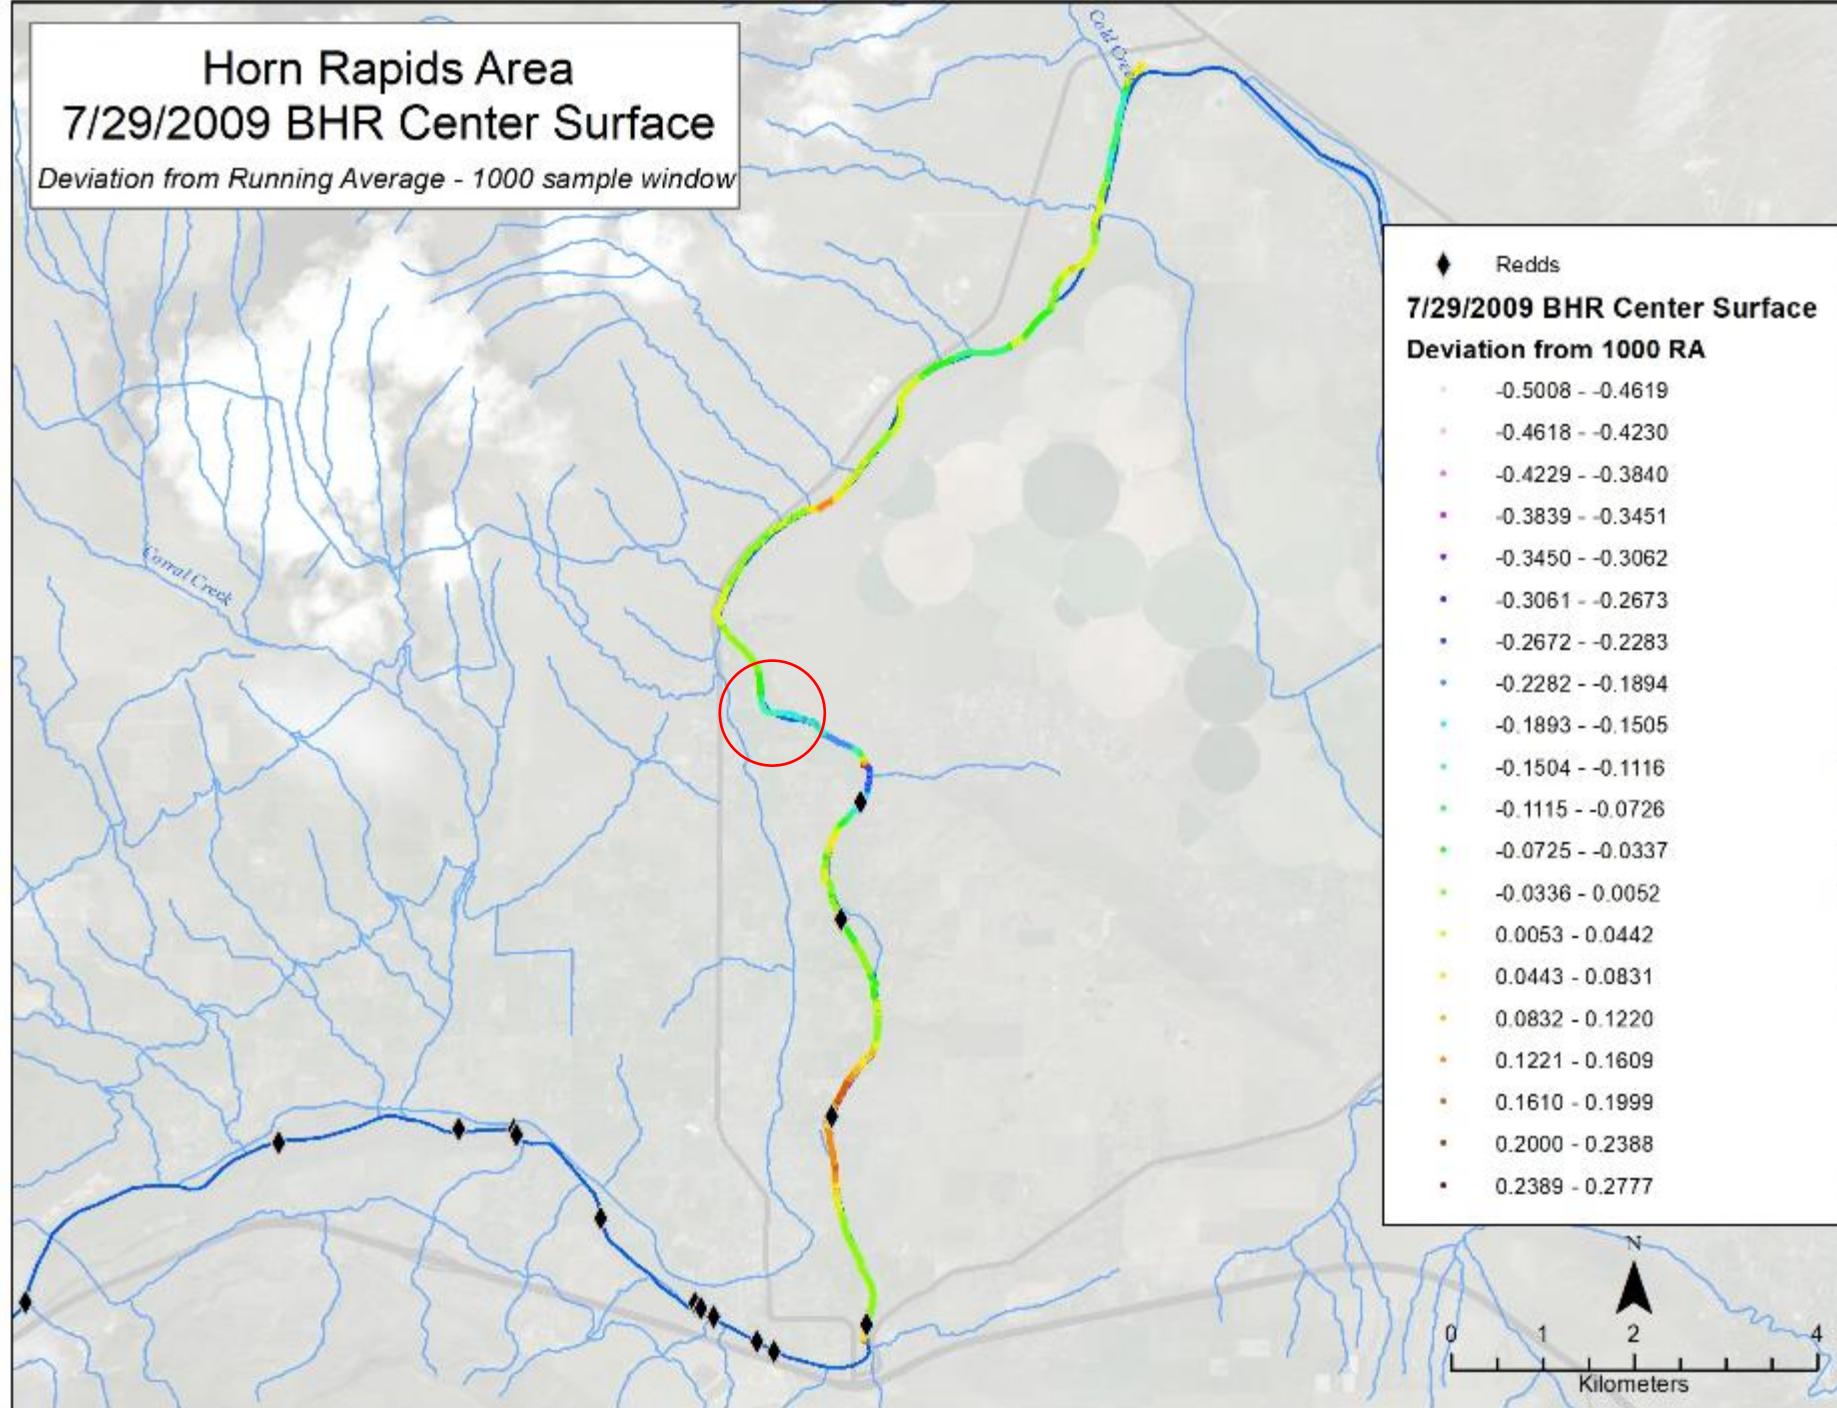 Horn Rapids Area
7/29/2009 BHR Center Surface
Deviation from Running Average - 1000 sample window
Cold Creek
Corral Creek
Redds
7/29/2009 BHR Center Surface
Deviation from 1000 RA
-0.5008 - -0.4619
-0.4618 - -0.4230
-0.4229 - -0.3840
-0.3839 - -0.3451
-0.3450 - -0.3062
-0.3061 - -0.2673
-0.2672 - -0.2283
-0.2282 - -0.1894
-0.1893 - -0.1505
-0.1504 - -0.1116
-0.1115 - -0.0726
-0.0725 - -0.0337
-0.0336 - 0.0052
0.0053 - 0.0442
0.0443 - 0.0831
0.0832 - 0.1220
0.1221 - 0.1609
0.1610 - 0.1999
0.2000 - 0.2388
0.2389 - 0.2777
N
0 1 2 4
Kilometers